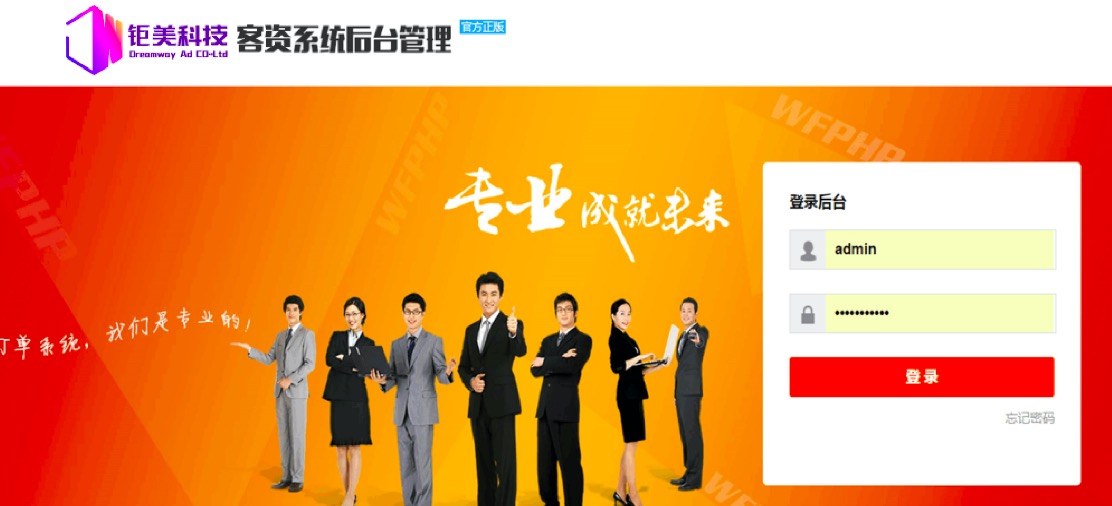 钜美科技
Dreamway Ad CO-Ltd
客资系统后台管理
官方正版
WFPHP
WFPHP
WFPHP
专业成就未来
订单系统，我们是专业的！
登录后台
admin
•••••••••••
登录
忘记密码